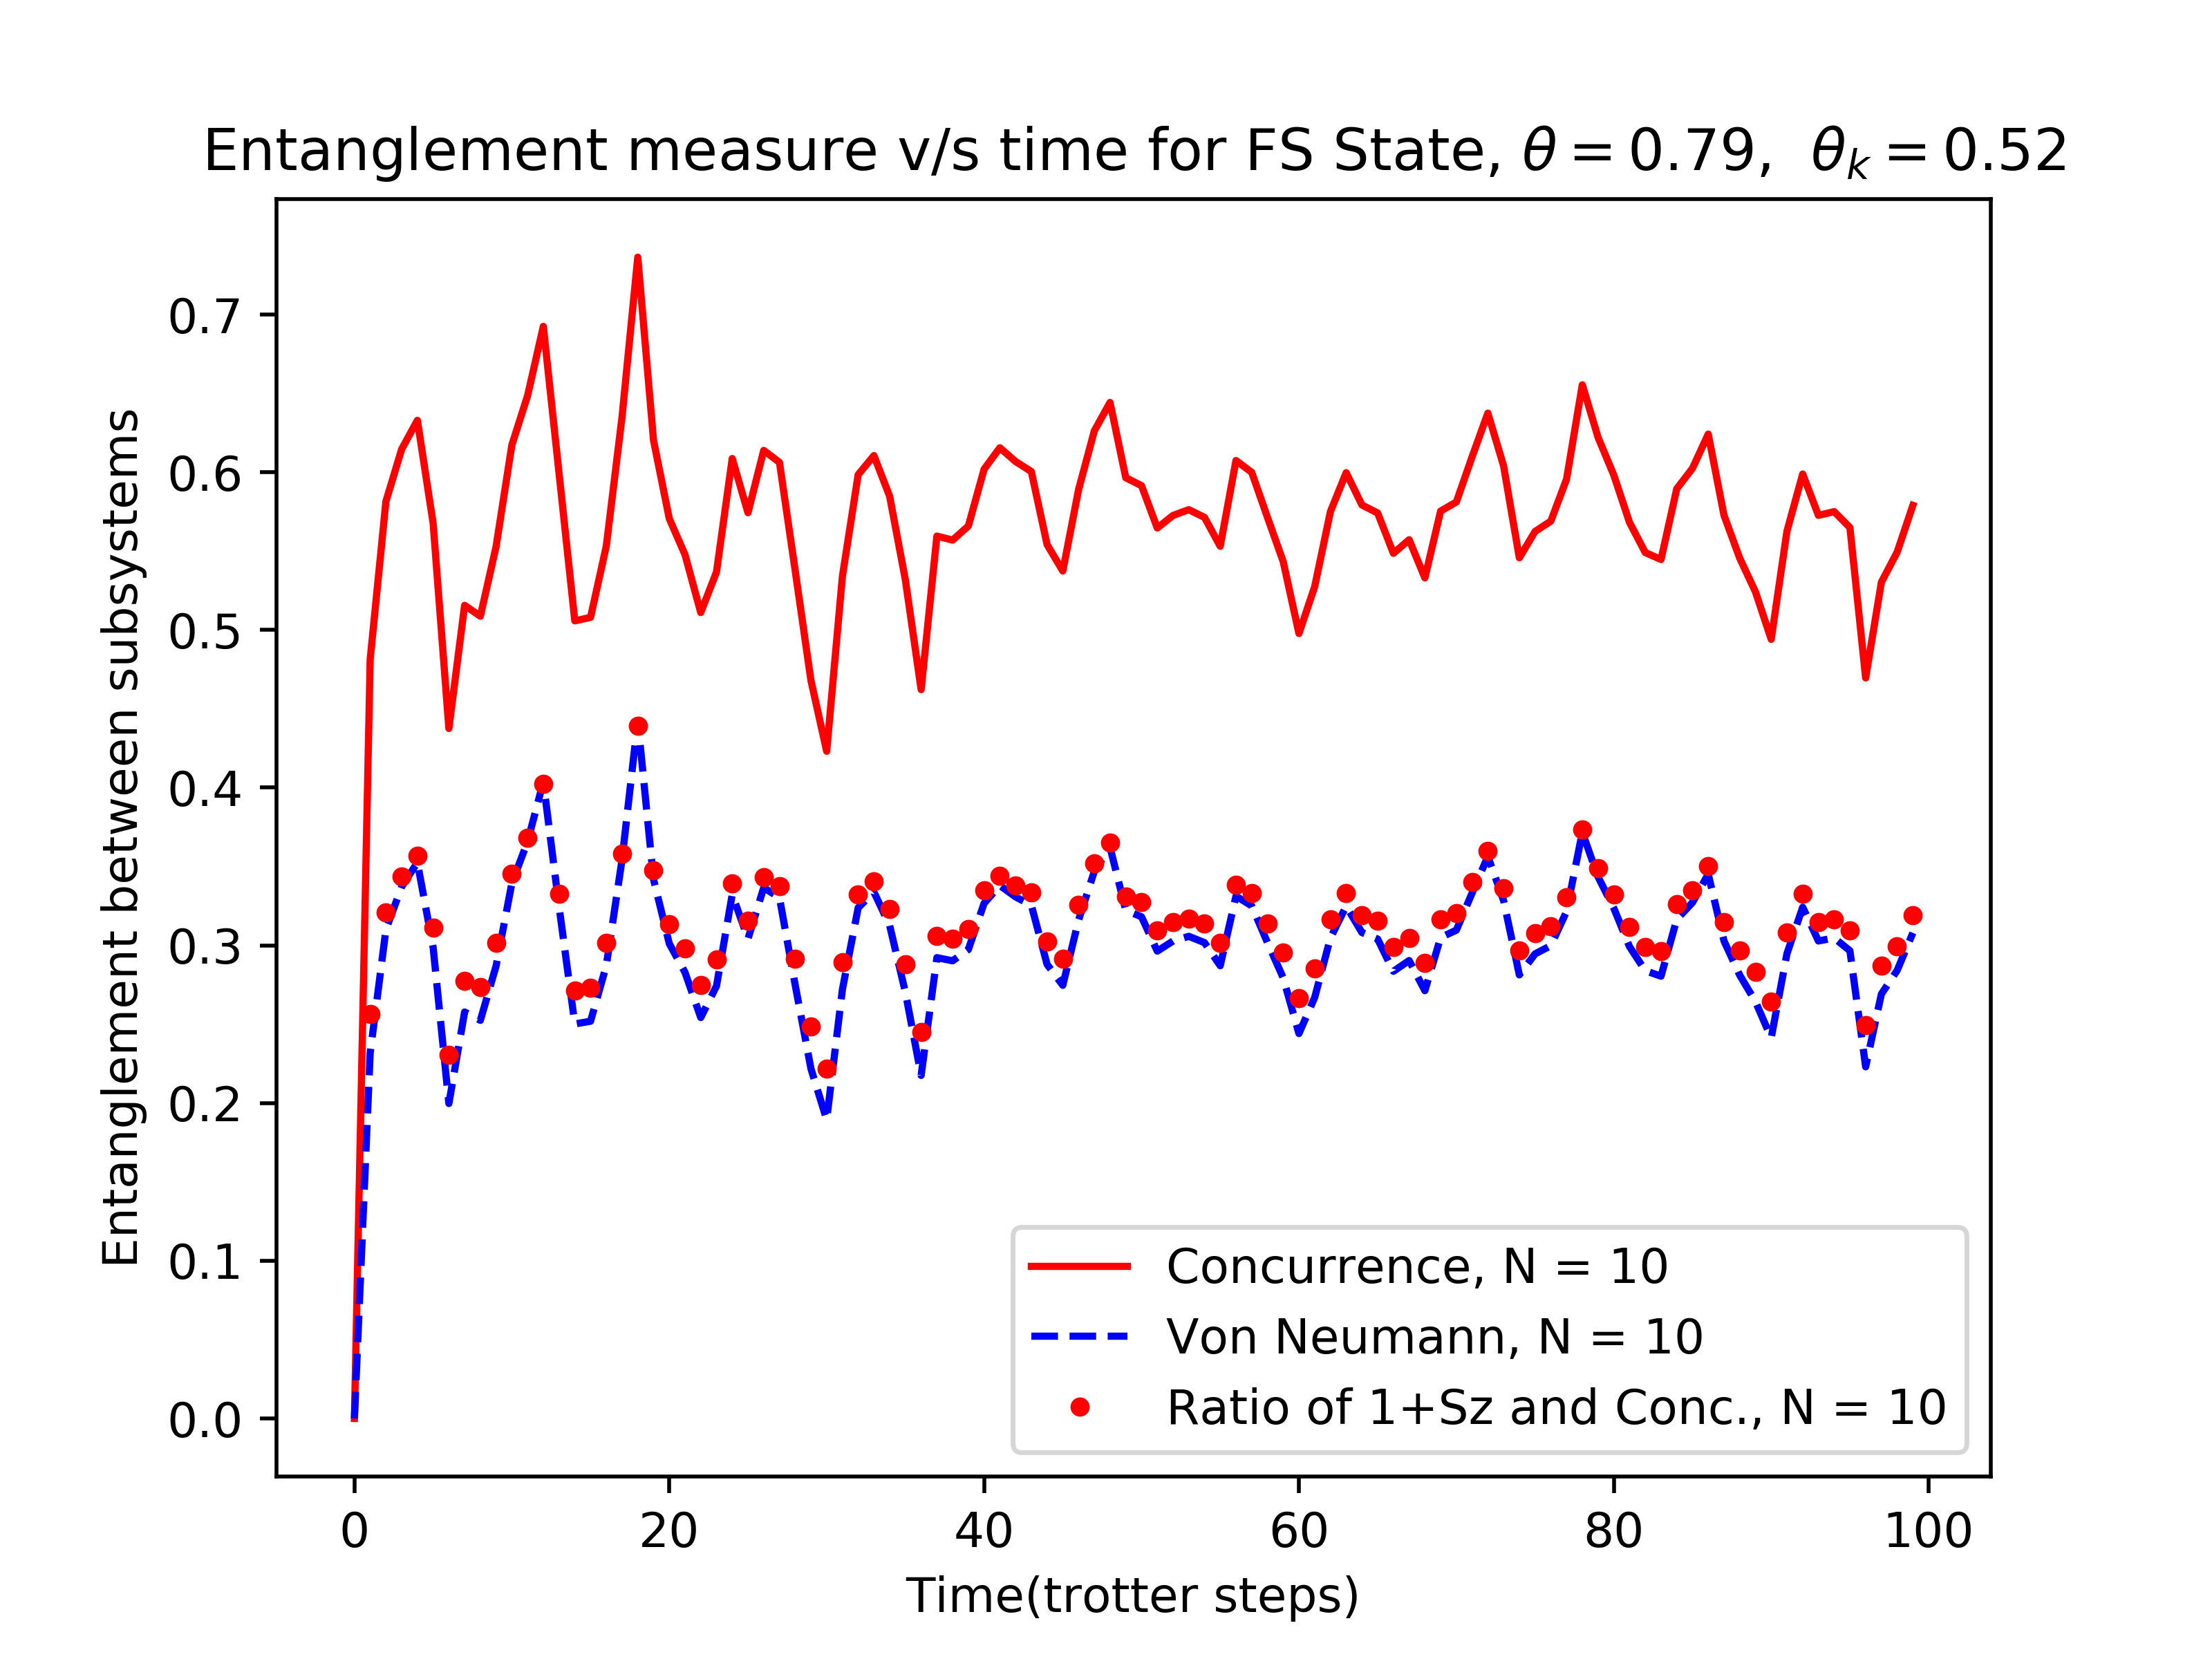 Entanglement measure v/s time for FS State, θ = 0.79, θ_k = 0.52
Entanglement between subsystems
0.7
0.6
0.5
0.4
0.3
0.2
0.1
0.0
Concurrence, N = 10
Von Neumann, N = 10
Ratio of 1+Sz and Conc., N = 10
0 20 40 60 80 100
Time(trotter steps)